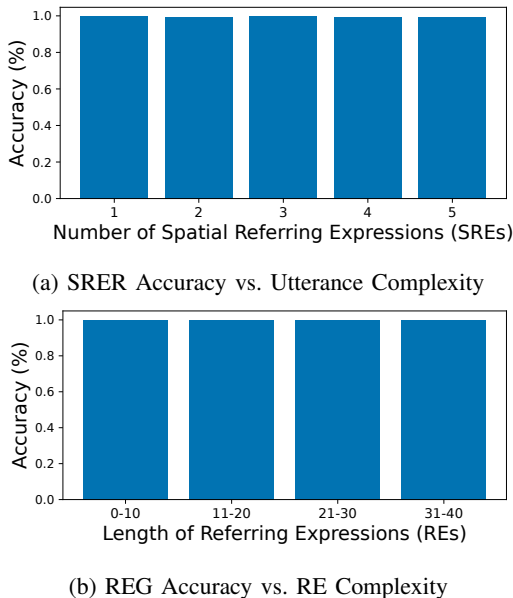 1.0
0.8
0.6
0.4
0.2
0.0
Accuracy (%)
1 2 3 4 5
Number of Spatial Referring Expressions (SREs)
(a) SRER Accuracy vs. Utterance Complexity
1.0
0.8
0.6
0.4
0.2
0.0
Accuracy (%)
0-10 11-20 21-30 31-40
Length of Referring Expressions (REs)
(b) REG Accuracy vs. RE Complexity